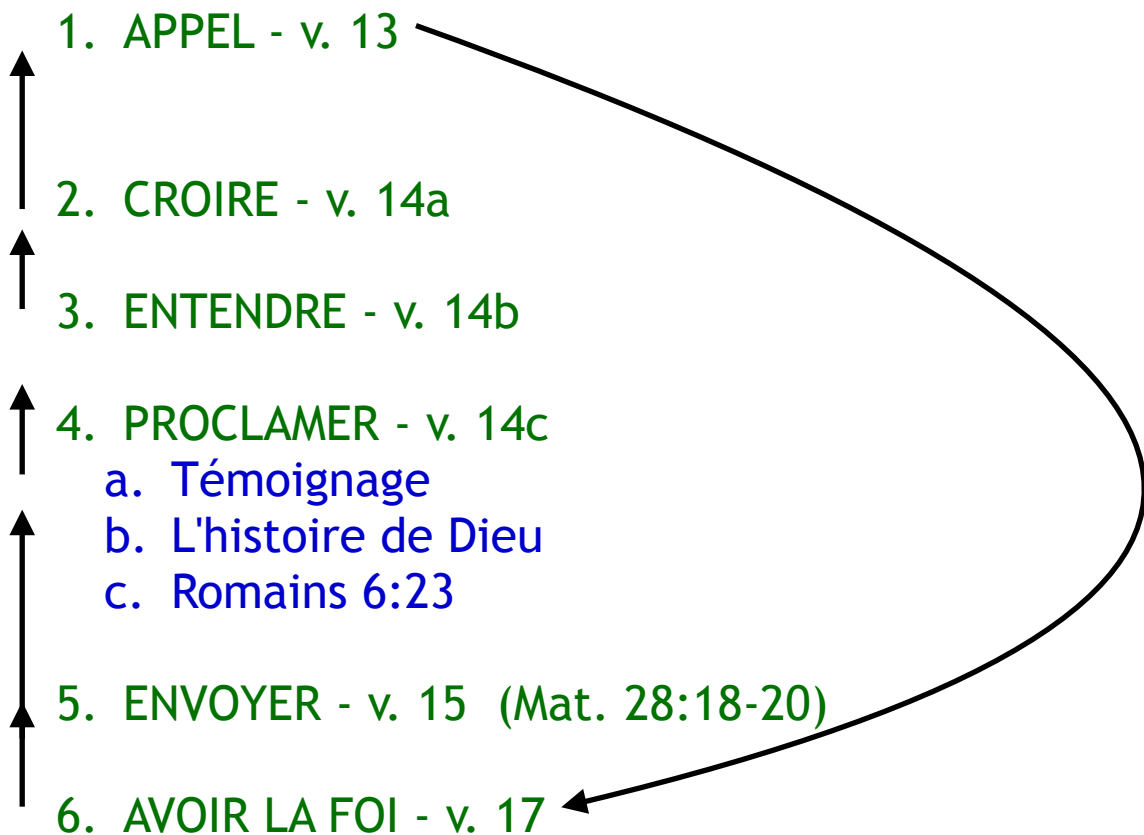 1. APPEL - v. 13
2. CROIRE - v. 14a
3. ENTENDRE - v. 14b
4. PROCLAMER - v. 14c
a. Témoignage
b. L'histoire de Dieu
c. Romains 6:23
5. ENVOYER - v. 15 (Mat. 28:18-20)
6. AVOIR LA FOI - v. 17